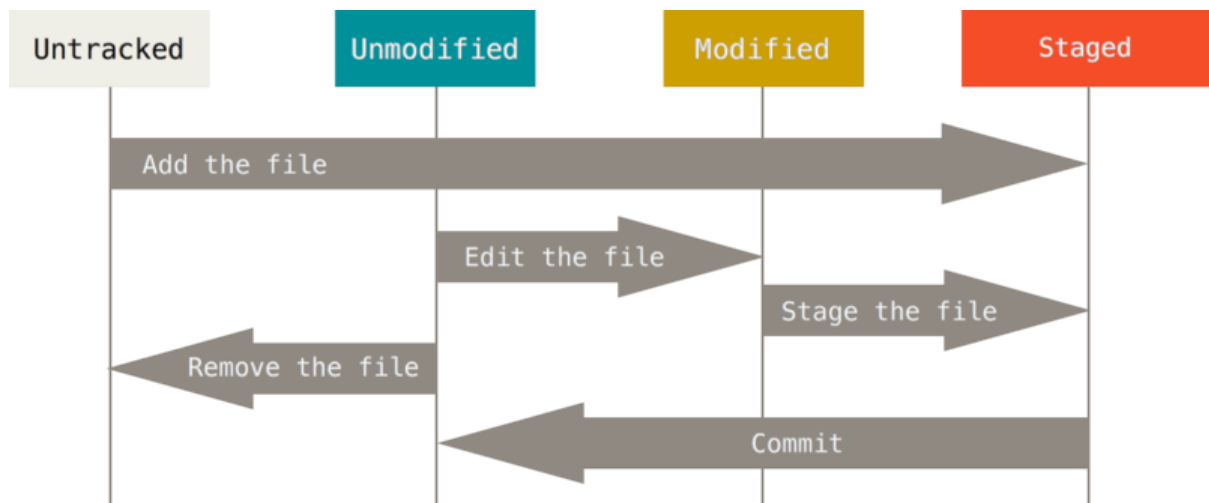 Untracked
Unmodified
Modified
Staged
Add the file
Edit the file
Stage the file
Remove the file
Commit